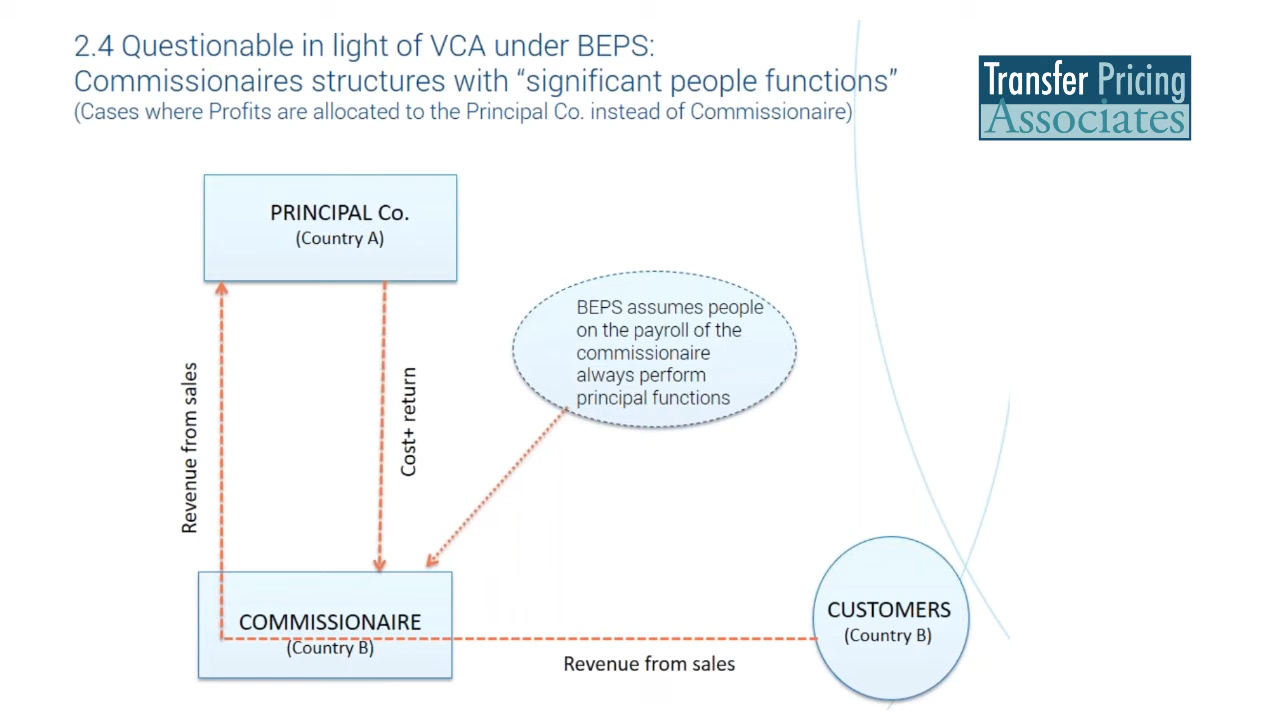 2.4 Questionable in light of VCA under BEPS:
Commissionaires structures with “significant people functions”
(Cases where Profits are allocated to the Principal Co. instead of Commissionaire)
Transfer Pricing
Associates
PRINCIPAL Co.
(Country A)
BEPS assumes people
on the payroll of the
commissionaire
always perform
principal functions
Revenue from sales
Cost+ return
COMMISSIONAIRE
(Country B)
CUSTOMERS
(Country B)
Revenue from sales